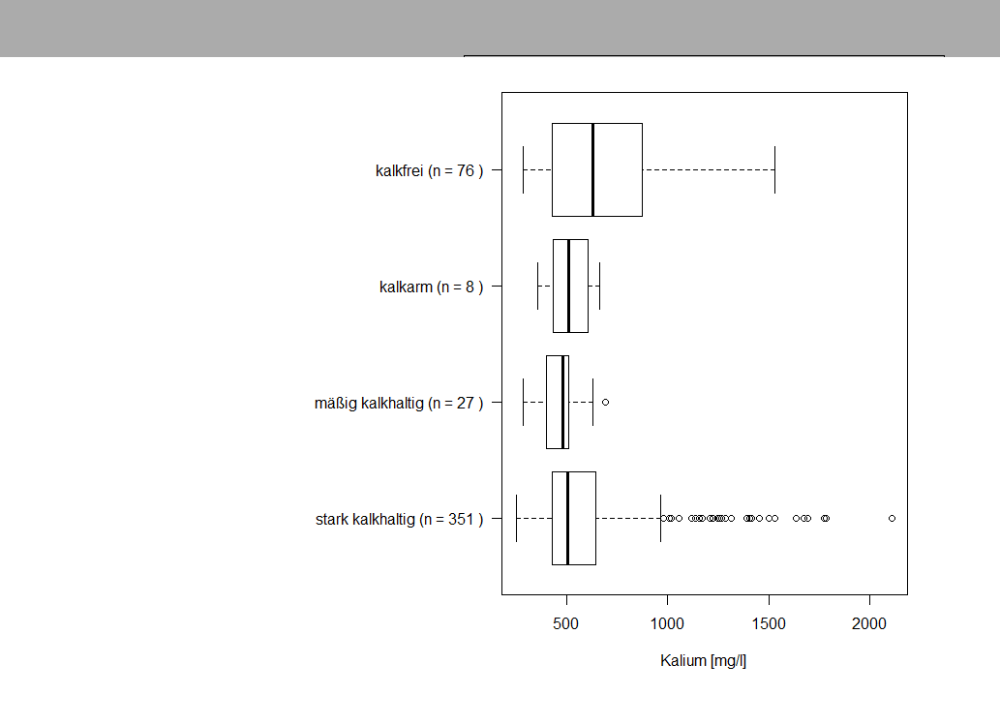 kalkfrei (n = 76 )
kalkarm (n = 8 )
mäßig kalkhaltig (n = 27 )
stark kalkhaltig (n = 351 )
500 1000 1500 2000
Kalium [mg/l]